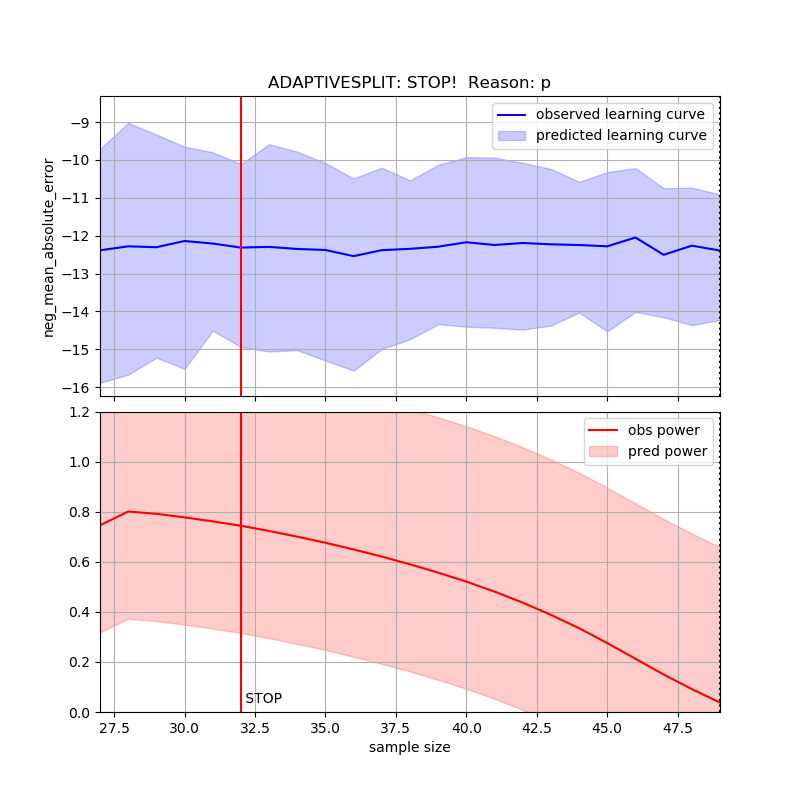 ADAPTIVESPLIT: STOP!  Reason: p
neg_mean_absolute_error
−9
−10
−11
−12
−13
−14
−15
−16
observed learning curve
predicted learning curve
1.2
1.0
0.8
0.6
0.4
0.2
0.0
obs power
pred power
STOP
27.5 30.0 32.5 35.0 37.5 40.0 42.5 45.0 47.5
sample size